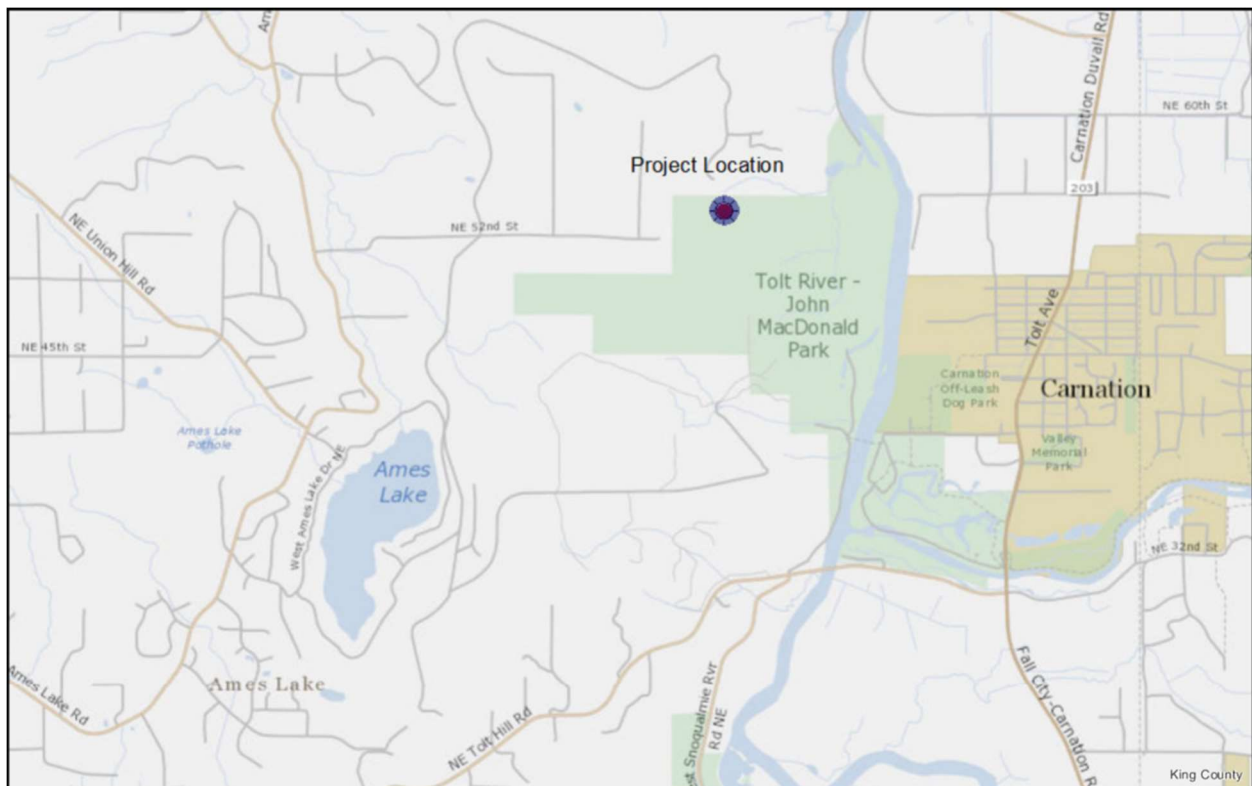 Am
Carnation Duvall Rd
NE 60th St
Project Location
203
NE 52nd St
NE Union Hill Rd
Tolt River -
John
MacDonald
Park
Tolt Ave
NE 45th St
Carnation
Off-Leash
Dog Park
Carnation
Ames Lake
Pothole
Valley
Memorial
Park
Ames
Lake
West Ames Lake Dr NE
NE 32nd St
Ames Lake
Ames Lake Rd
Fall City-Carnation R
NE Tolt Hill Rd
st Snoqualmie Rvr
Rd NE
King County